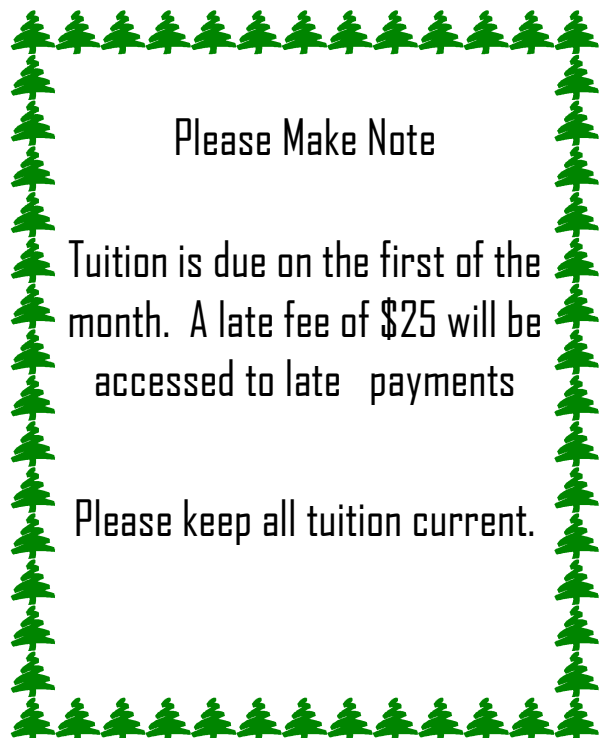 Please Make Note
Tuition is due on the first of the
month.  A late fee of $25 will be
accessed to late   payments
Please keep all tuition current.